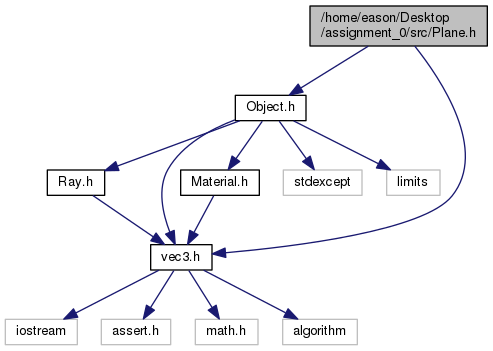 /home/eason/Desktop
/assignment_0/src/Plane.h
Object.h
Ray.h
Material.h
stdexcept
limits
vec3.h
iostream
assert.h
math.h
algorithm